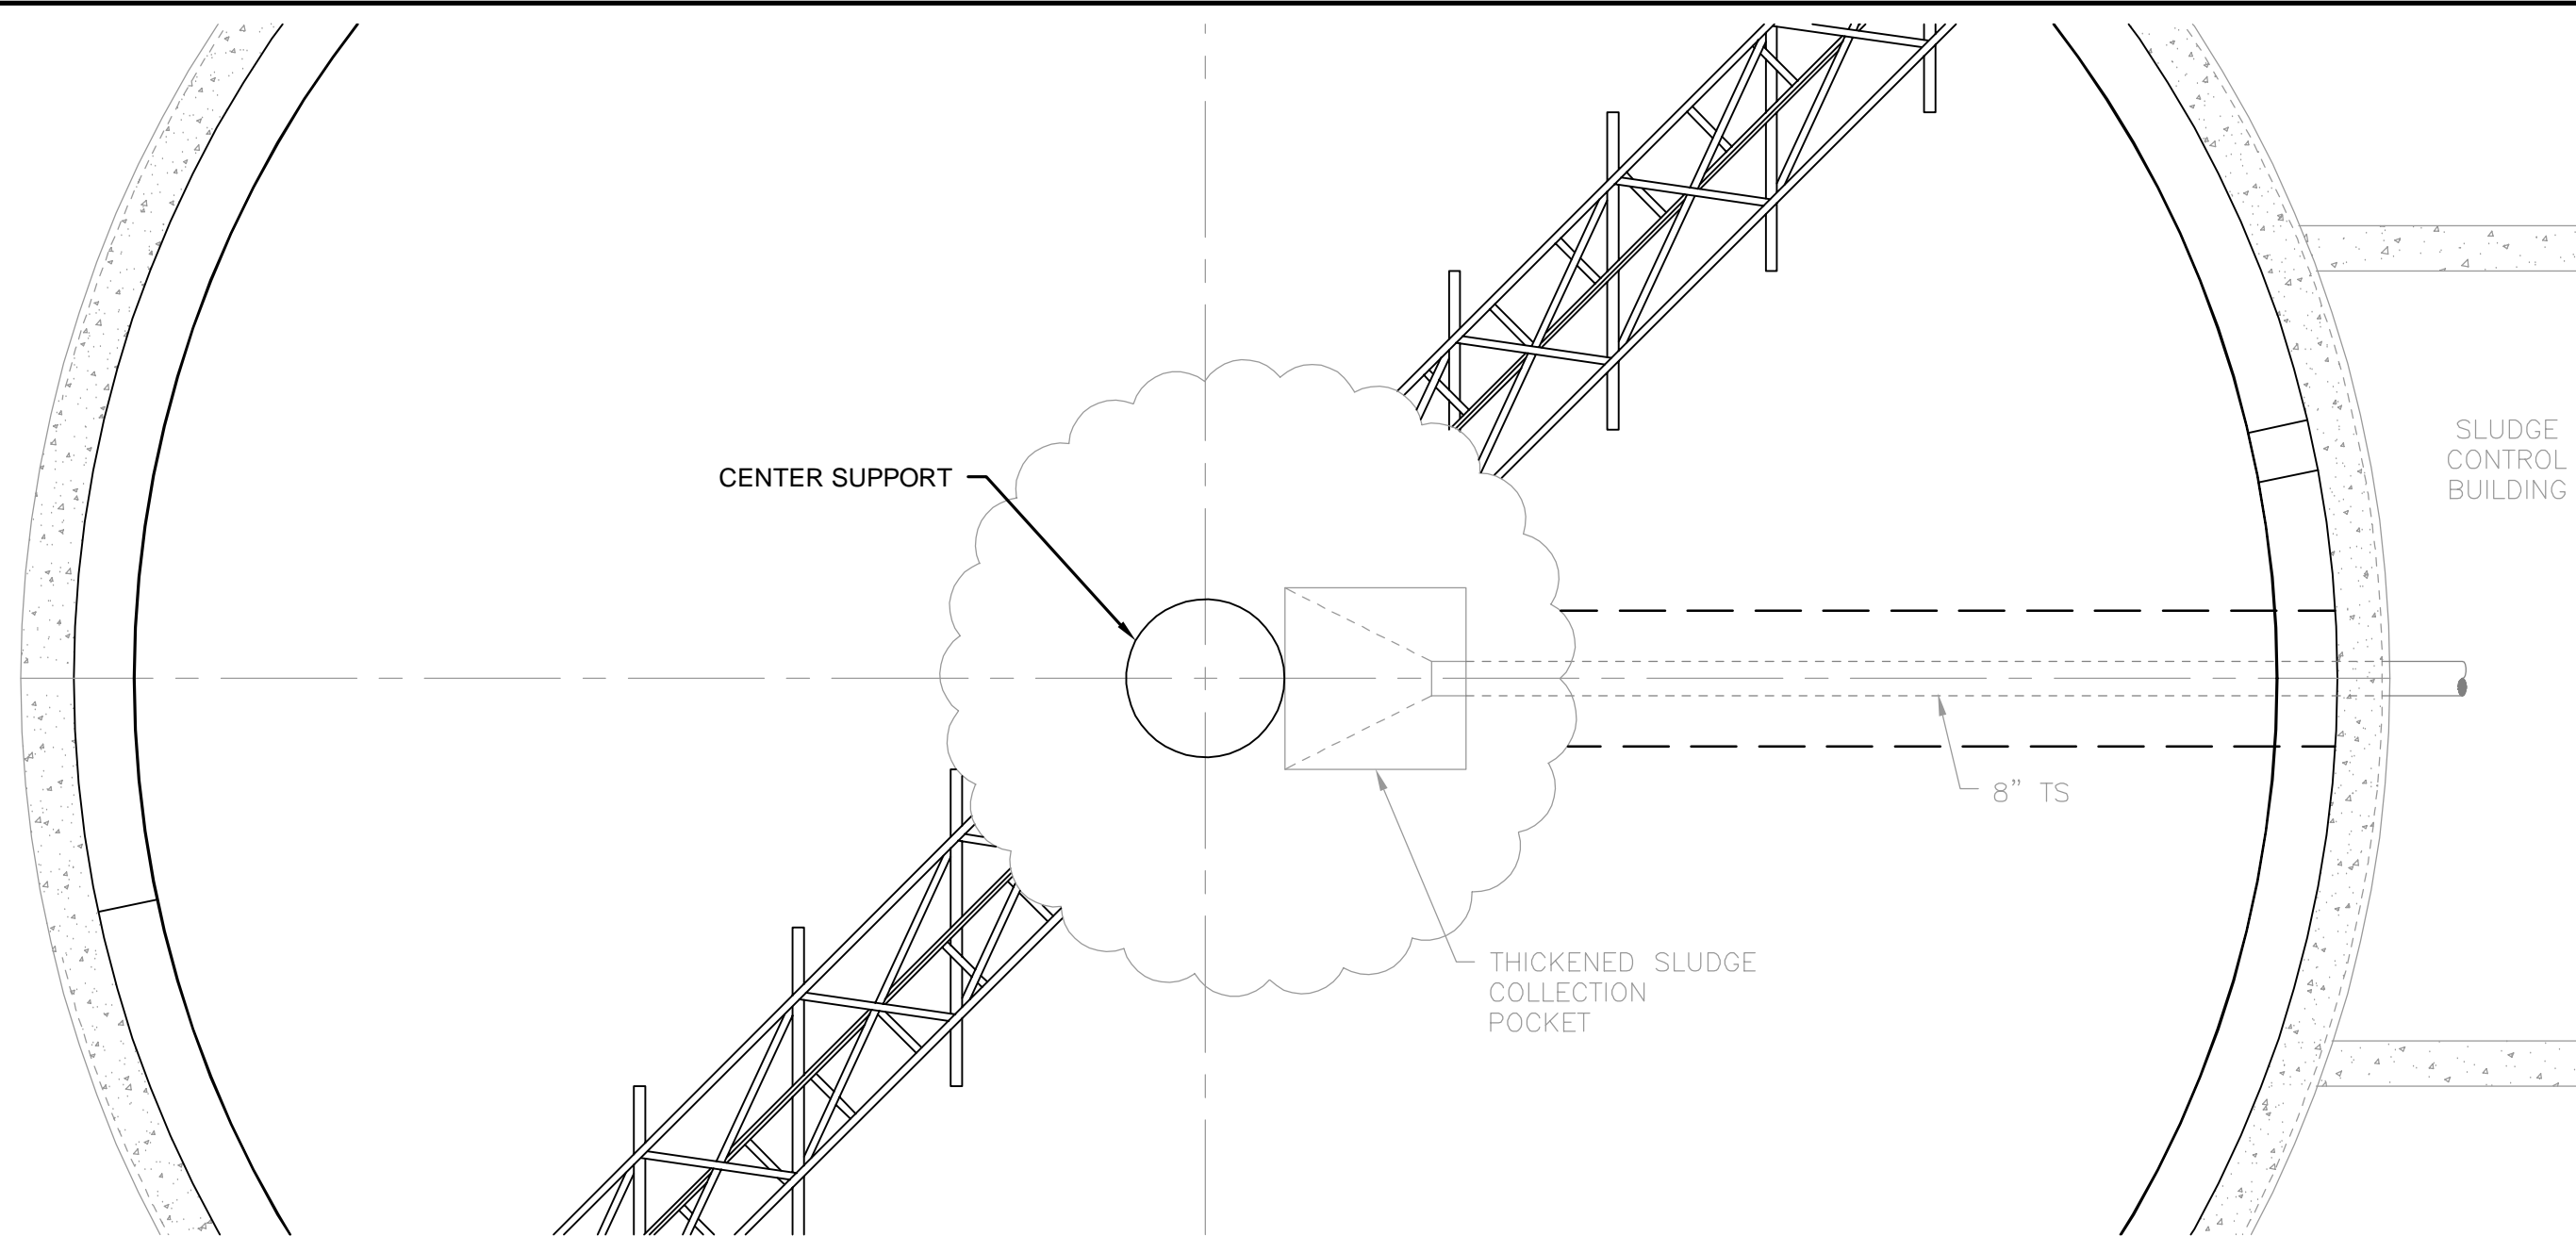 SLUDGE
CONTROL
BUILDING
CENTER SUPPORT
8” TS
THICKENED SLUDGE
COLLECTION
POCKET